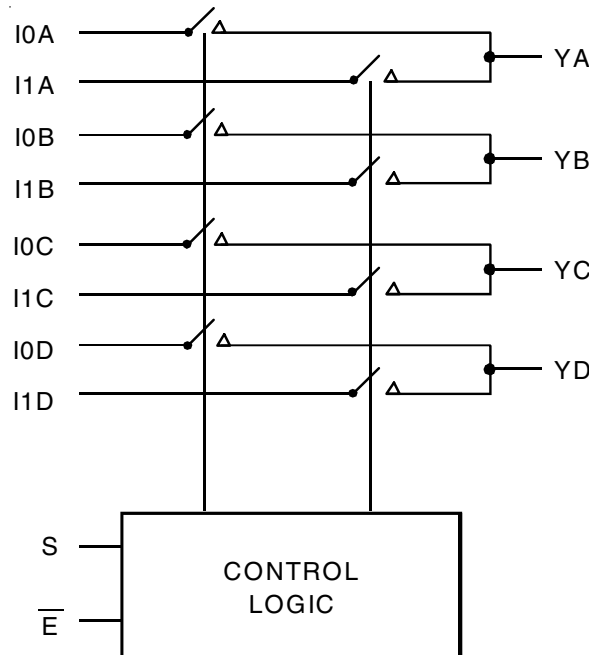 I0A
YA
I1A
I0B
YB
I1B
I0C
YC
I1C
I0D
YD
I1D
S
CONTROL
LOGIC
E̅